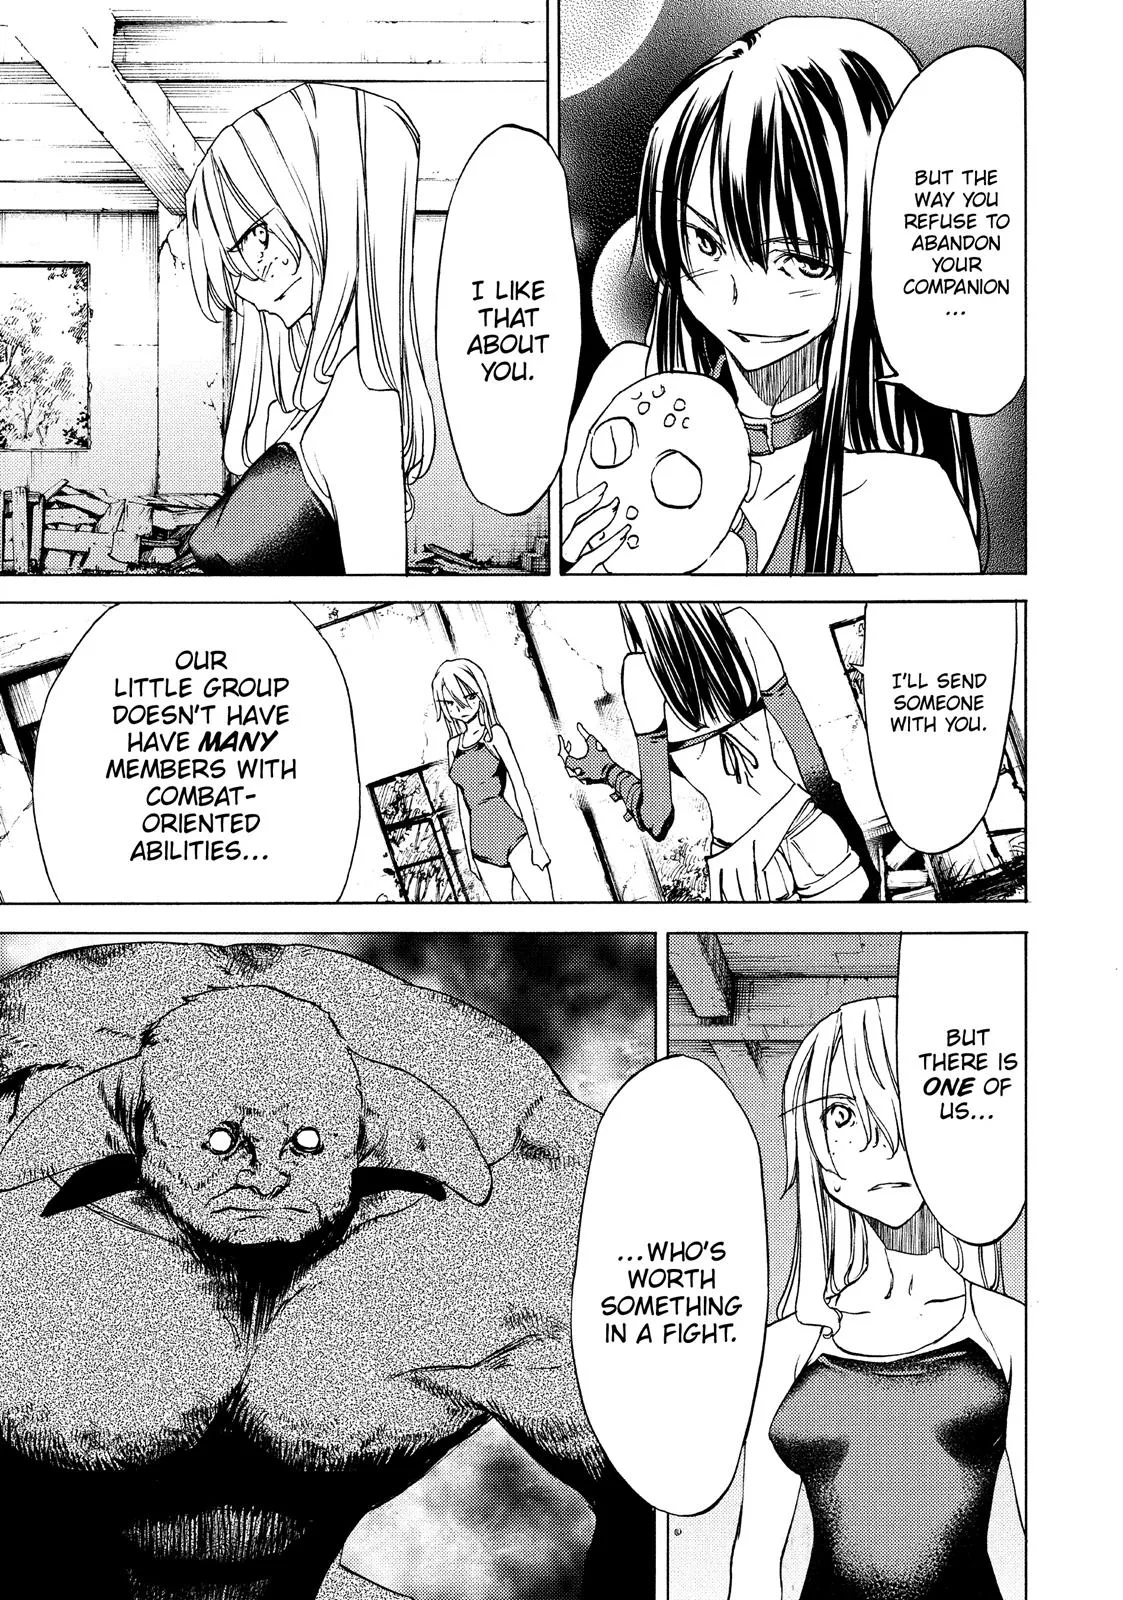 BUT THE
WAY YOU
REFUSE TO
ABANDON
YOUR
COMPANION
...
I LIKE
THAT
ABOUT
YOU.
I'LL SEND
SOMEONE
WITH YOU.
OUR
LITTLE GROUP
DOESN'T HAVE
HAVE MANY
MEMBERS WITH
COMBAT-
ORIENTED
ABILITIES...
BUT
THERE IS
ONE OF
US...
...WHO'S
WORTH
SOMETHING
IN A FIGHT.